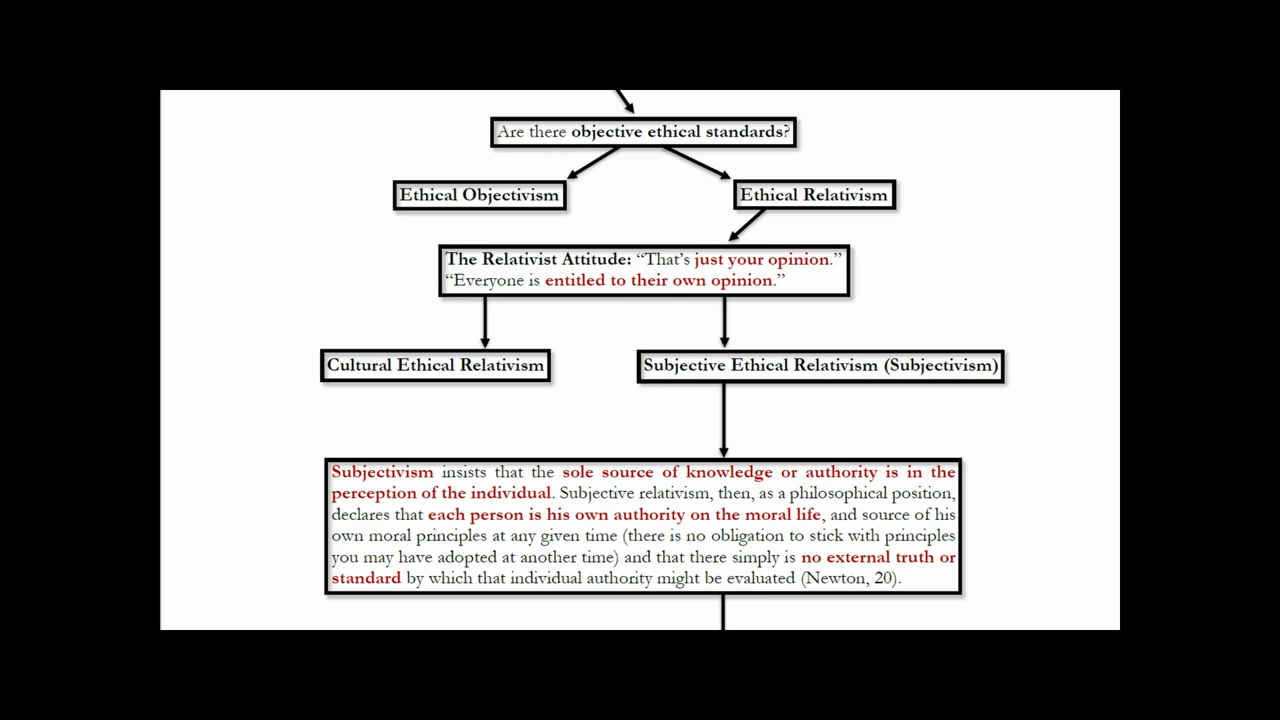 Are there objective ethical standards?
Ethical Objectivism
Ethical Relativism
The Relativist Attitude: “That’s just your opinion.”
“Everyone is entitled to their own opinion.”
Cultural Ethical Relativism
Subjective Ethical Relativism (Subjectivism)
Subjectivism insists that the sole source of knowledge or authority is in the
perception of the individual. Subjective relativism, then, as a philosophical position,
declares that each person is his own authority on the moral life, and source of his
own moral principles at any given time (there is no obligation to stick with principles
you may have adopted at another time) and that there simply is no external truth or
standard by which that individual authority might be evaluated (Newton, 20).